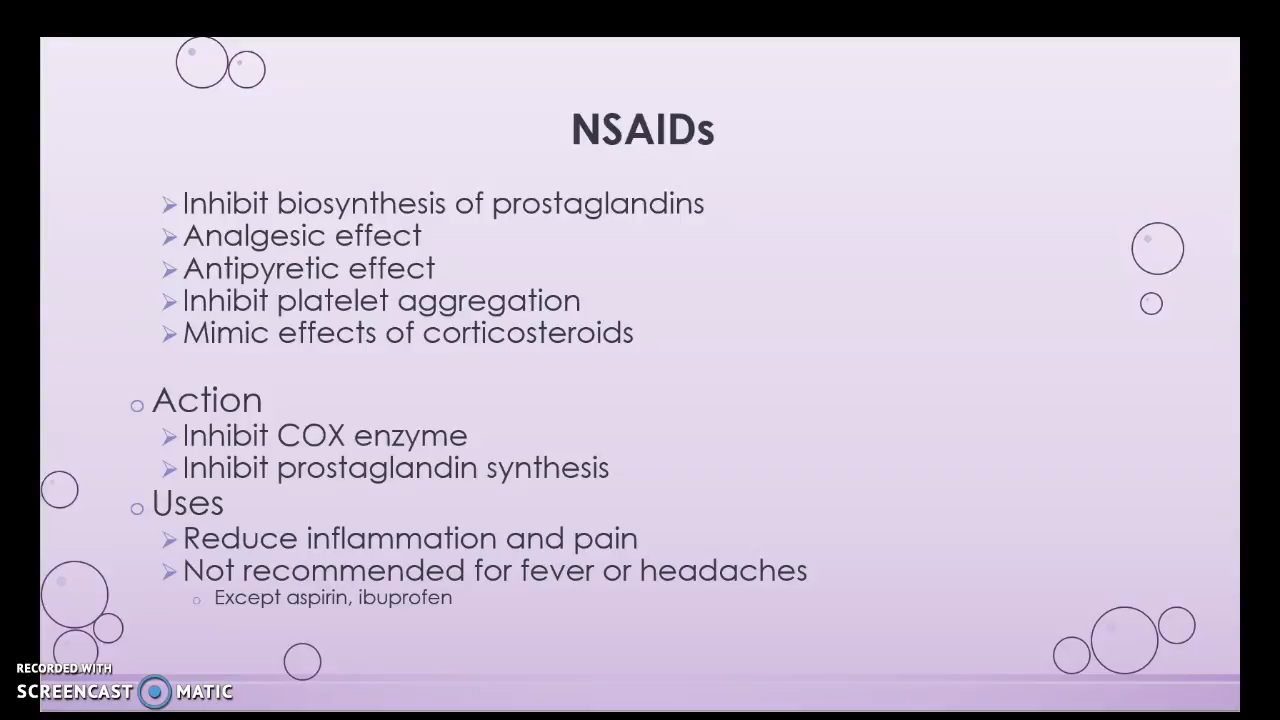 NSAIDs
Inhibit biosynthesis of prostaglandins
Analgesic effect
Antipyretic effect
Inhibit platelet aggregation
Mimic effects of corticosteroids
Action
Inhibit COX enzyme
Inhibit prostaglandin synthesis
Uses
Reduce inflammation and pain
Not recommended for fever or headaches
Except aspirin, ibuprofen
RECORDED WITH
SCREENCAST MATIC